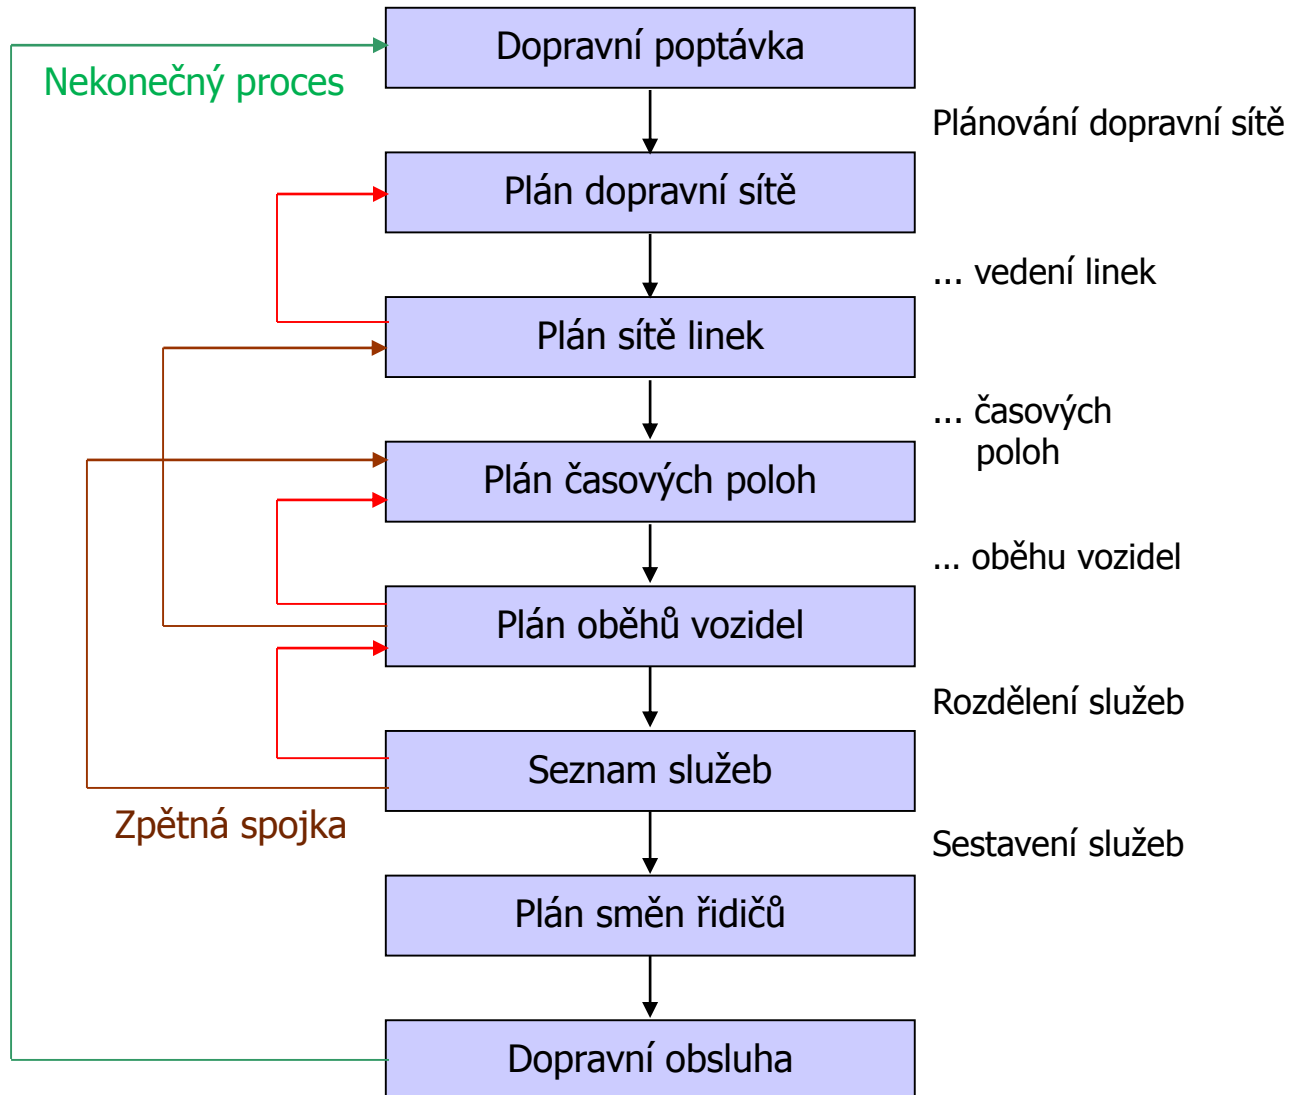 Dopravní poptávka
Nekonečný proces
Plánování dopravní sítě
Plán dopravní sítě
... vedení linek
Plán sítě linek
... časových
poloh
Plán časových poloh
... oběhu vozidel
Plán oběhů vozidel
Rozdělení služeb
Seznam služeb
Zpětná spojka
Sestavení služeb
Plán směn řidičů
Dopravní obsluha